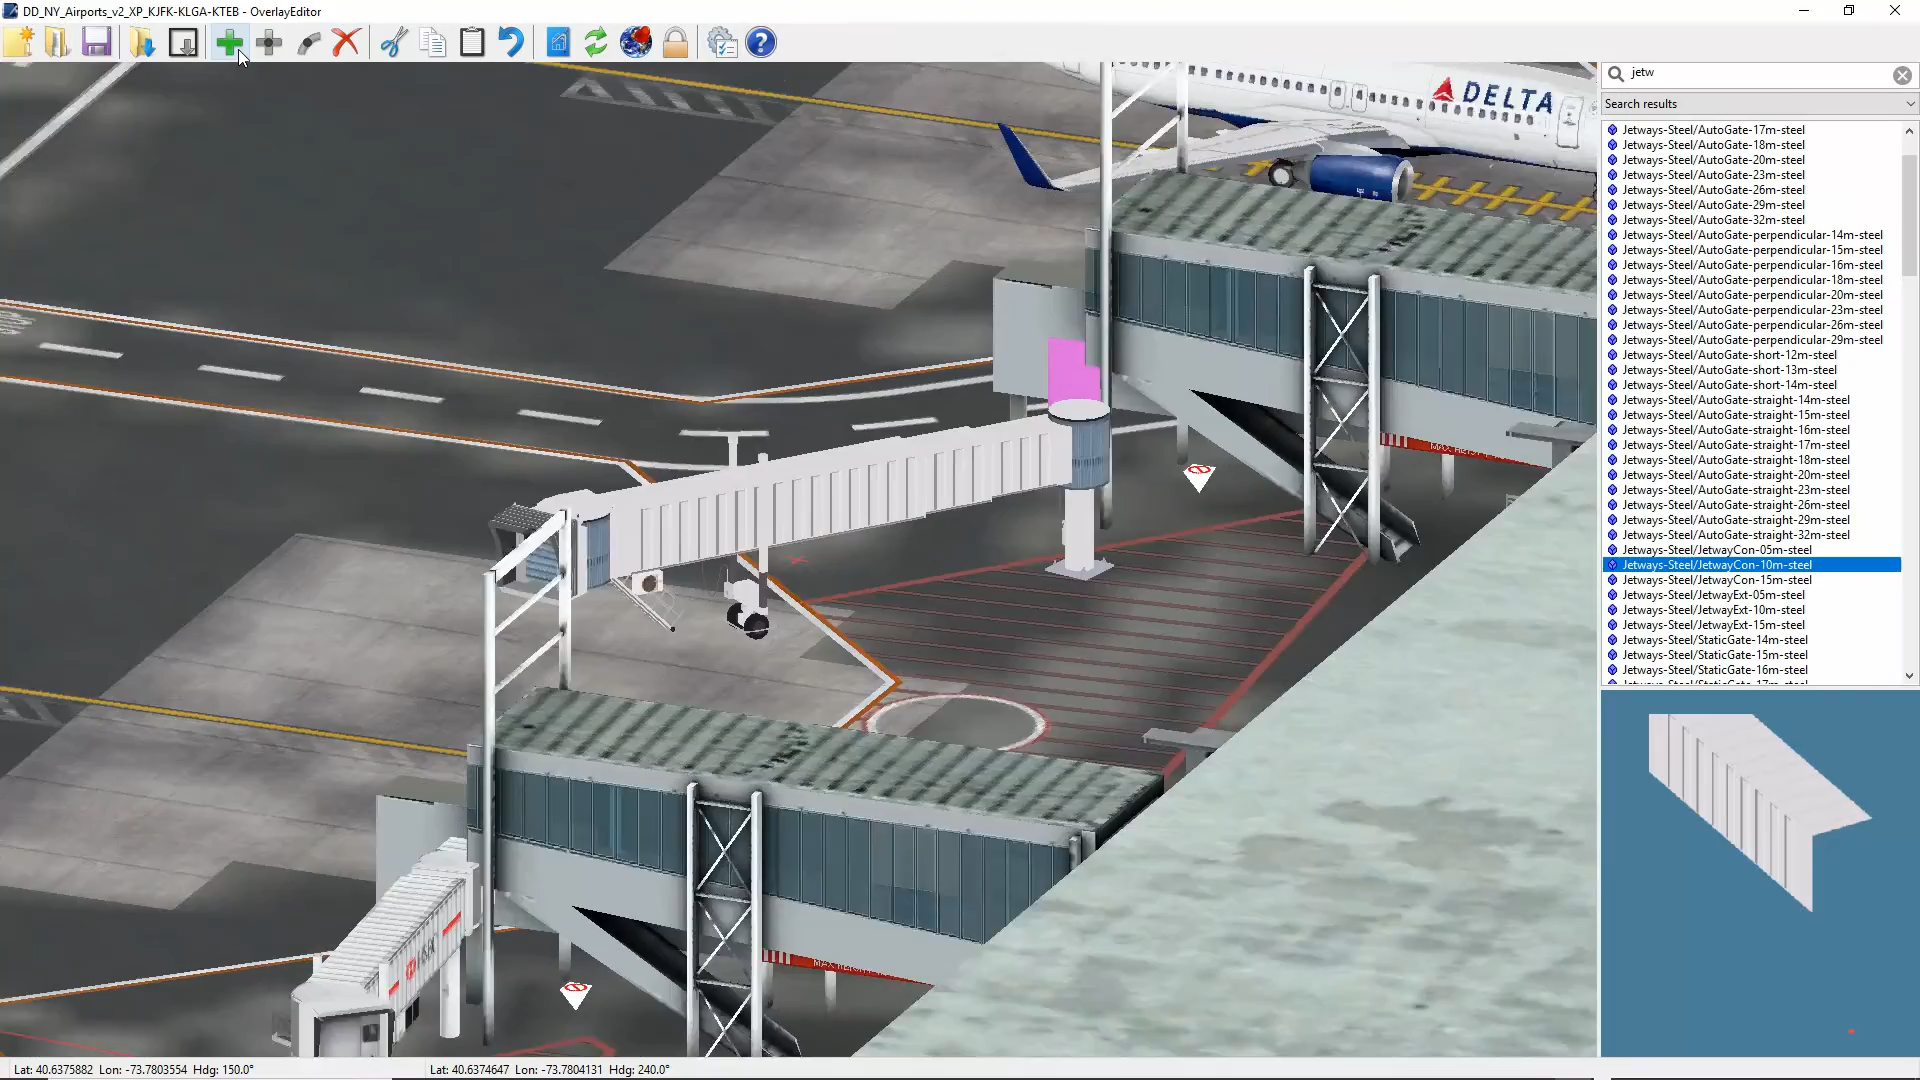 DD_NY_Airports_v2_XP_KJFK-KLGA-KTEB - OverlayEditor
jetw
Search results
DELTA
Jetways-Steel/AutoGate-17m-steel
Jetways-Steel/AutoGate-18m-steel
Jetways-Steel/AutoGate-20m-steel
Jetways-Steel/AutoGate-23m-steel
Jetways-Steel/AutoGate-26m-steel
Jetways-Steel/AutoGate-29m-steel
Jetways-Steel/AutoGate-32m-steel
Jetways-Steel/AutoGate-perpendicular-14m-steel
Jetways-Steel/AutoGate-perpendicular-15m-steel
Jetways-Steel/AutoGate-perpendicular-16m-steel
Jetways-Steel/AutoGate-perpendicular-18m-steel
Jetways-Steel/AutoGate-perpendicular-20m-steel
Jetways-Steel/AutoGate-perpendicular-23m-steel
Jetways-Steel/AutoGate-perpendicular-26m-steel
Jetways-Steel/AutoGate-perpendicular-29m-steel
Jetways-Steel/AutoGate-short-12m-steel
Jetways-Steel/AutoGate-short-13m-steel
Jetways-Steel/AutoGate-short-14m-steel
Jetways-Steel/AutoGate-straight-14m-steel
Jetways-Steel/AutoGate-straight-15m-steel
Jetways-Steel/AutoGate-straight-16m-steel
Jetways-Steel/AutoGate-straight-17m-steel
Jetways-Steel/AutoGate-straight-18m-steel
Jetways-Steel/AutoGate-straight-20m-steel
Jetways-Steel/AutoGate-straight-23m-steel
Jetways-Steel/AutoGate-straight-26m-steel
Jetways-Steel/AutoGate-straight-29m-steel
Jetways-Steel/AutoGate-straight-32m-steel
Jetways-Steel/JetwayCon-05m-steel
Jetways-Steel/JetwayCon-10m-steel
Jetways-Steel/JetwayCon-15m-steel
Jetways-Steel/JetwayExt-05m-steel
Jetways-Steel/JetwayExt-10m-steel
Jetways-Steel/JetwayExt-15m-steel
Jetways-Steel/StaticGate-14m-steel
Jetways-Steel/StaticGate-15m-steel
Jetways-Steel/StaticGate-16m-steel
Jetways-Steel/StaticGate-17m-steel
MAX
MAX
Lat: 40.6375882 Lon: -73.7803554 Hdg: 150.0°
Lat: 40.6374647 Lon: -73.7804131 Hdg: 240.0°